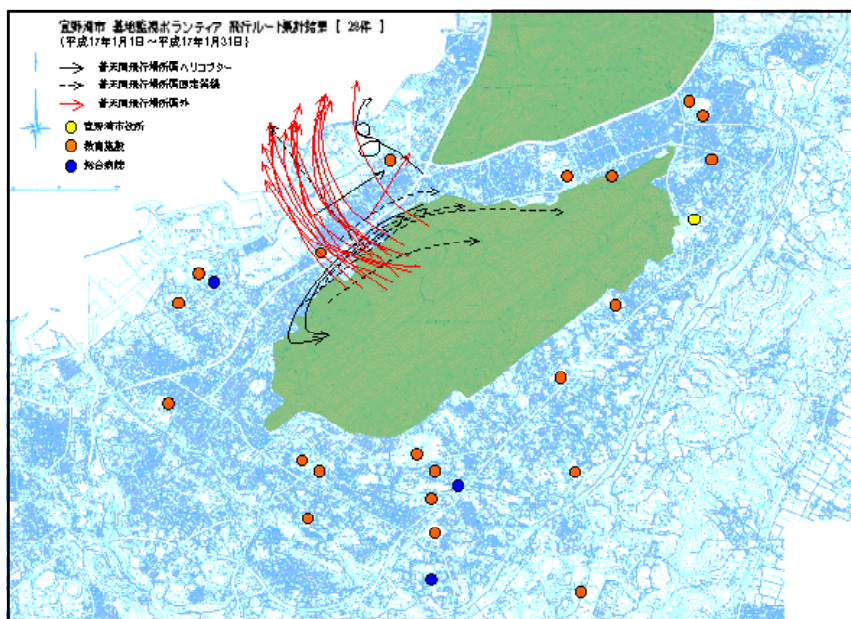 宜野湾市 基地監視ボランティア 飛行ルート集計結果 [ 28件 ]
(平成17年1月1日～平成17年1月31日)
普天間飛行場所属ヘリコプター
普天間飛行場所属固定翼機
普天間飛行場所属外
宜野湾市役所
教育施設
総合病院